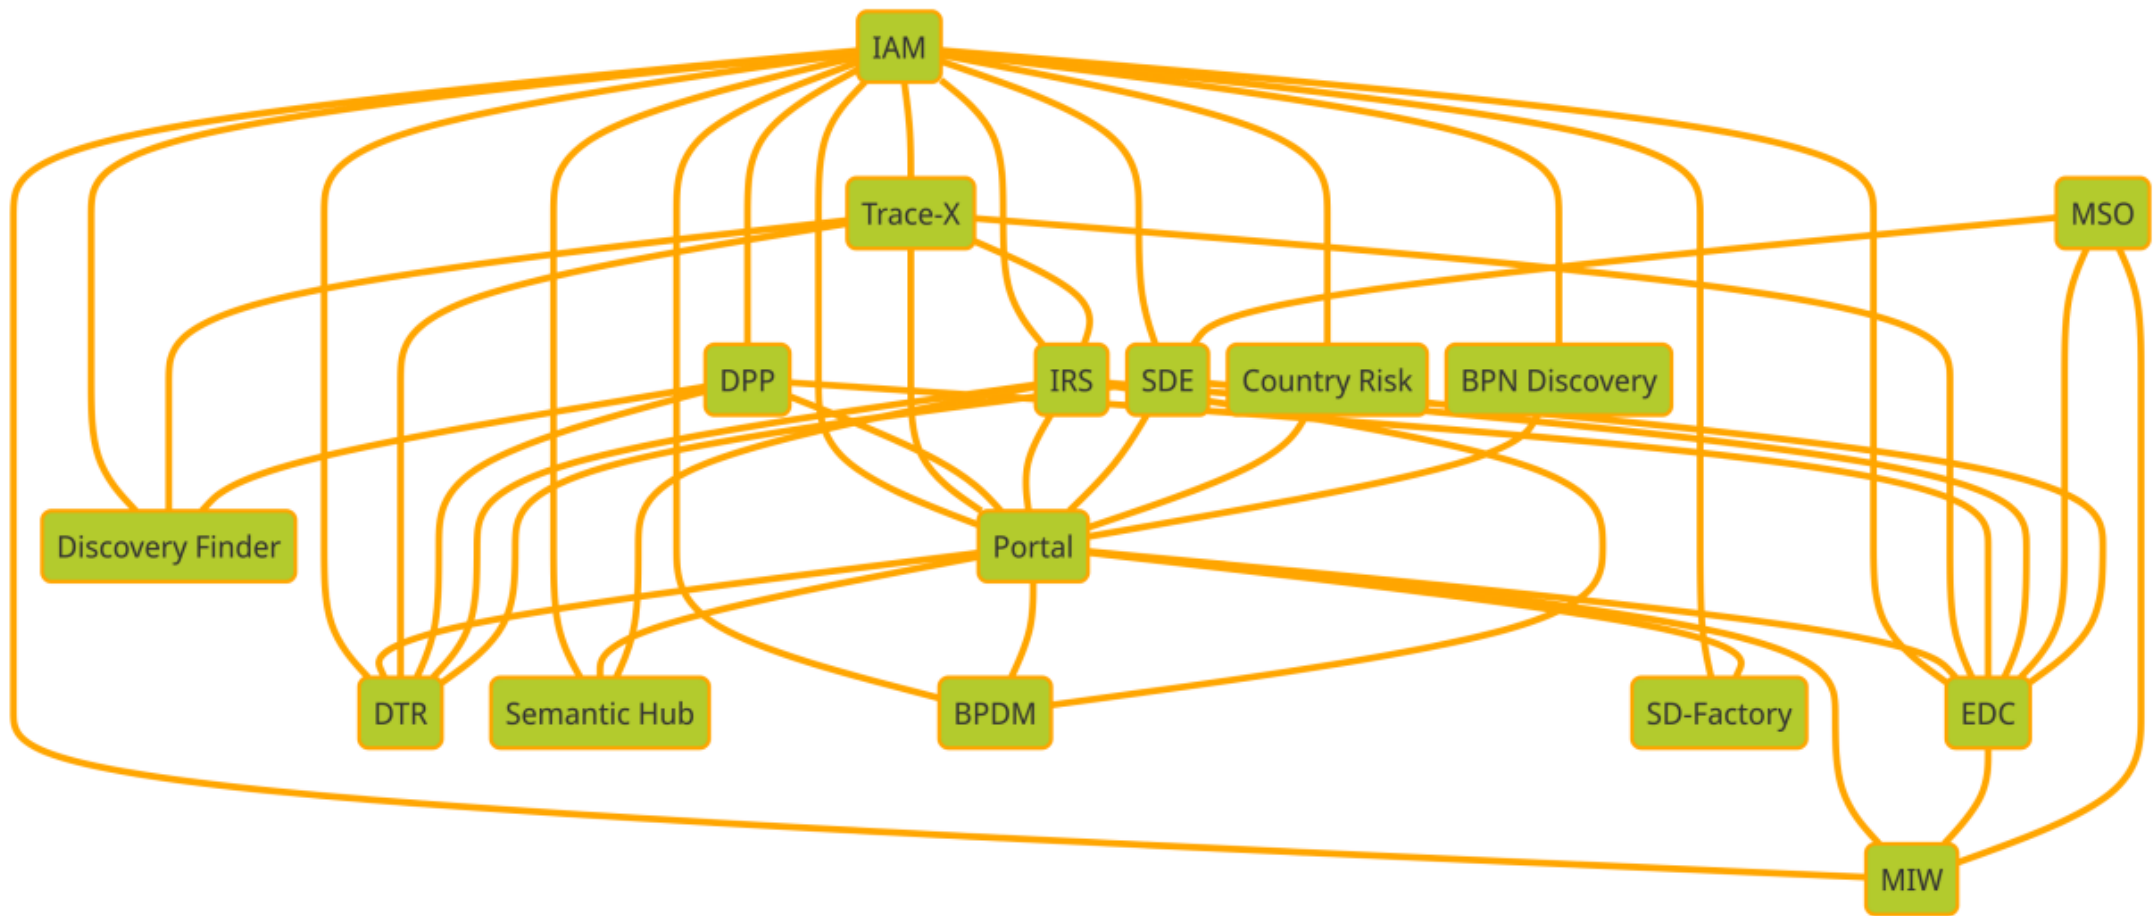 IAM
Trace-X
MSO
DPP
IRS
SDE
Country Risk
BPN Discovery
Discovery Finder
Portal
DTR
Semantic Hub
BPDM
SD-Factory
EDC
MIW